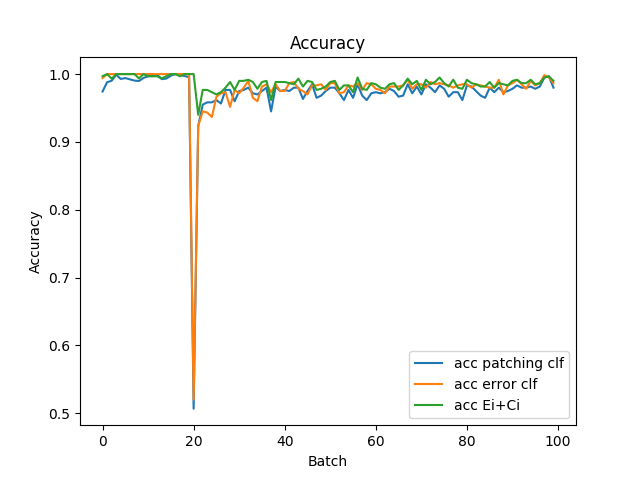 Accuracy
1.0
0.9
0.8
0.7
0.6
0.5
Accuracy
acc patching clf
acc error clf
acc Ei+Ci
0 20 40 60 80 100
Batch